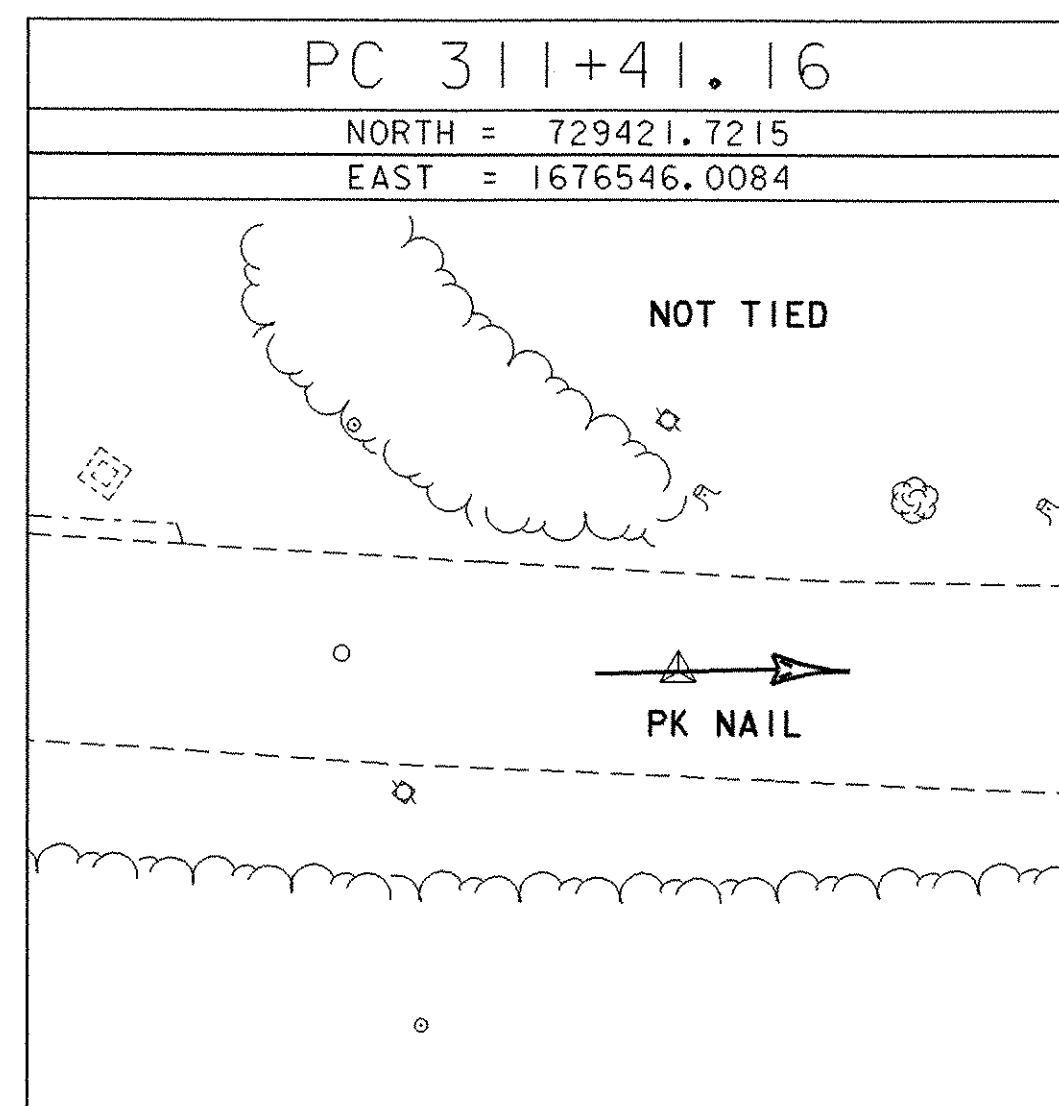 PC 311+41.16
NORTH = 729421.7215
EAST = 1676546.0084
NOT TIED
PK NAIL